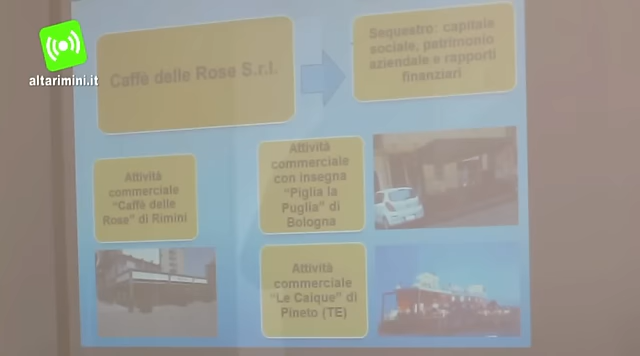 altarimini.it
Caffè delle Rose S.r.l.
Sequestro: capitale
sociale, patrimonio
aziendale e rapporti
finanziari
Attività
commerciale
"Caffè delle
Rose" di Rimini
Attività
commerciale
con insegna
"Piglia la
Puglia" di
Bologna
Attività
commerciale
"Le Caique" di
Pineto (TE)